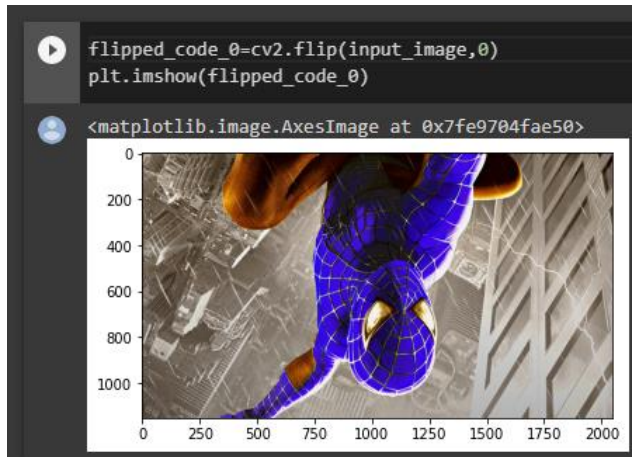 flipped_code_0=cv2.flip(input_image,0)
plt.imshow(flipped_code_0)
<matplotlib.image.AxesImage at 0x7fe9704fae50>
0
200
400
600
800
1000
0 250 500 750 1000 1250 1500 1750 2000